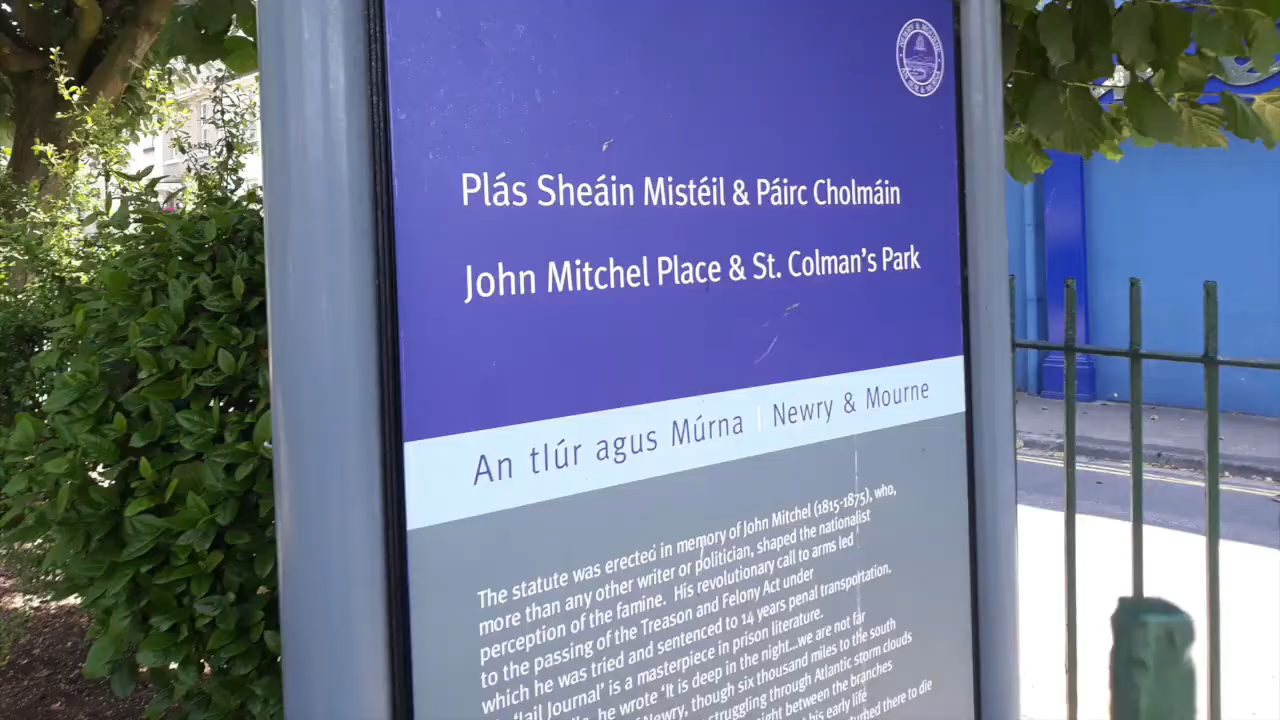 Plás Sheáin Mistéil & Páirc Cholmáin
John Mitchel Place & St. Colman's Park
An tIúr agus Múrna | Newry & Mourne
The statute was erected in memory of John Mitchel (1815-1875), who,
more than any other writer or politician, shaped the nationalist
perception of the famine. His revolutionary call to arms led
to the passing of the Treason and Felony Act under
which he was tried and sentenced to 14 years penal transportation.
'Jail Journal' is a masterpiece in prison literature.
he wrote 'It is deep in the night...we are not far
of Newry, though six thousand miles to the south
struggling through Atlantic storm clouds
between the branches
his early life
there to die